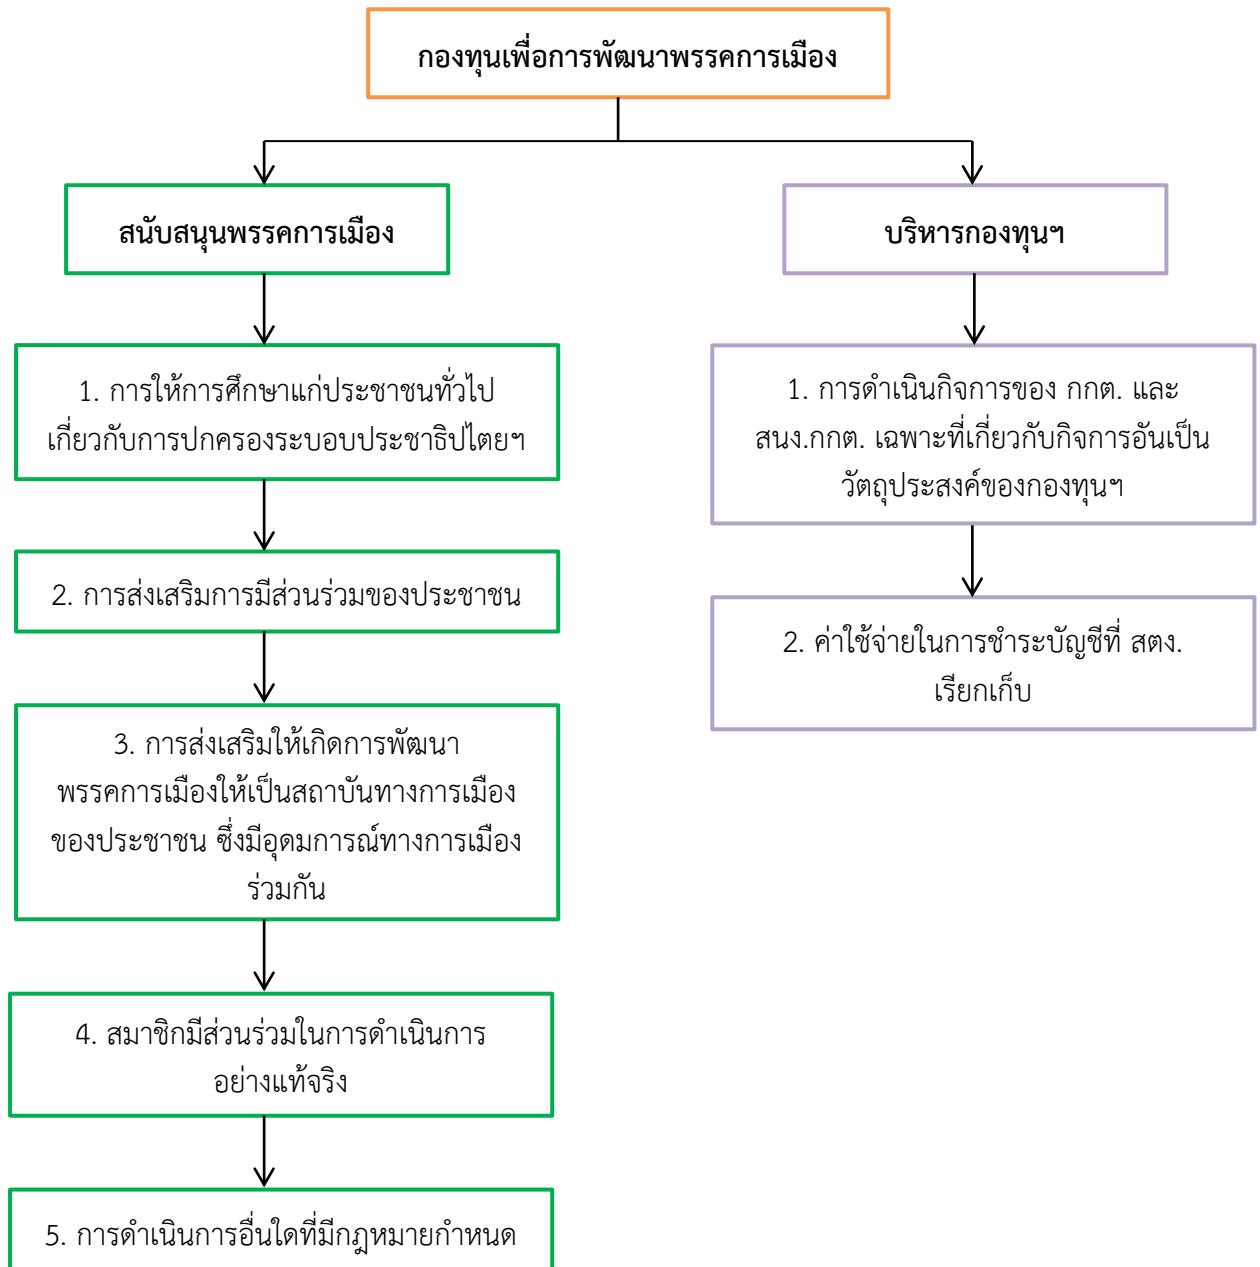 กองทุนเพื่อการพัฒนาพรรคการเมือง
สนับสนุนพรรคการเมือง
1. การให้การศึกษาแก่ประชาชนทั่วไป
เกี่ยวกับการปกครองระบอบประชาธิปไตยฯ
2. การส่งเสริมการมีส่วนร่วมของประชาชน
3. การส่งเสริมให้เกิดการพัฒนา
พรรคการเมืองให้เป็นสถาบันทางการเมือง
ของประชาชน ซึ่งมีอุดมการณ์ทางการเมือง
ร่วมกัน
4. สมาชิกมีส่วนร่วมในการดำเนินการ
อย่างแท้จริง
5. การดำเนินการอื่นใดที่มีกฎหมายกำหนด
บริหารกองทุนฯ
1. การดำเนินกิจการของ กกต. และ
สนง.กกต. เฉพาะที่เกี่ยวกับกิจการอันเป็น
วัตถุประสงค์ของกองทุนฯ
2. ค่าใช้จ่ายในการชำระบัญชีที่ สตง.
เรียกเก็บ